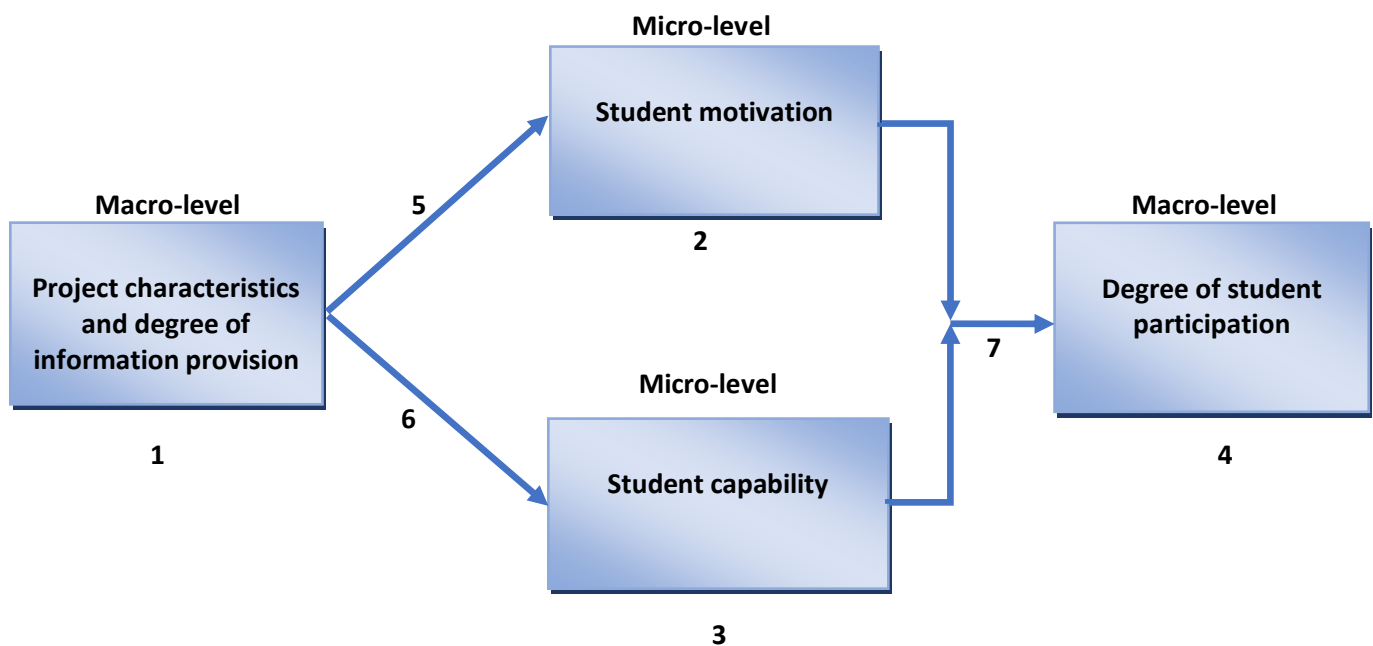 Micro-level
Student motivation
2
Macro-level
Project characteristics
and degree of
information provision
1
5
6
Micro-level
Student capability
3
7
Macro-level
Degree of student
participation
4